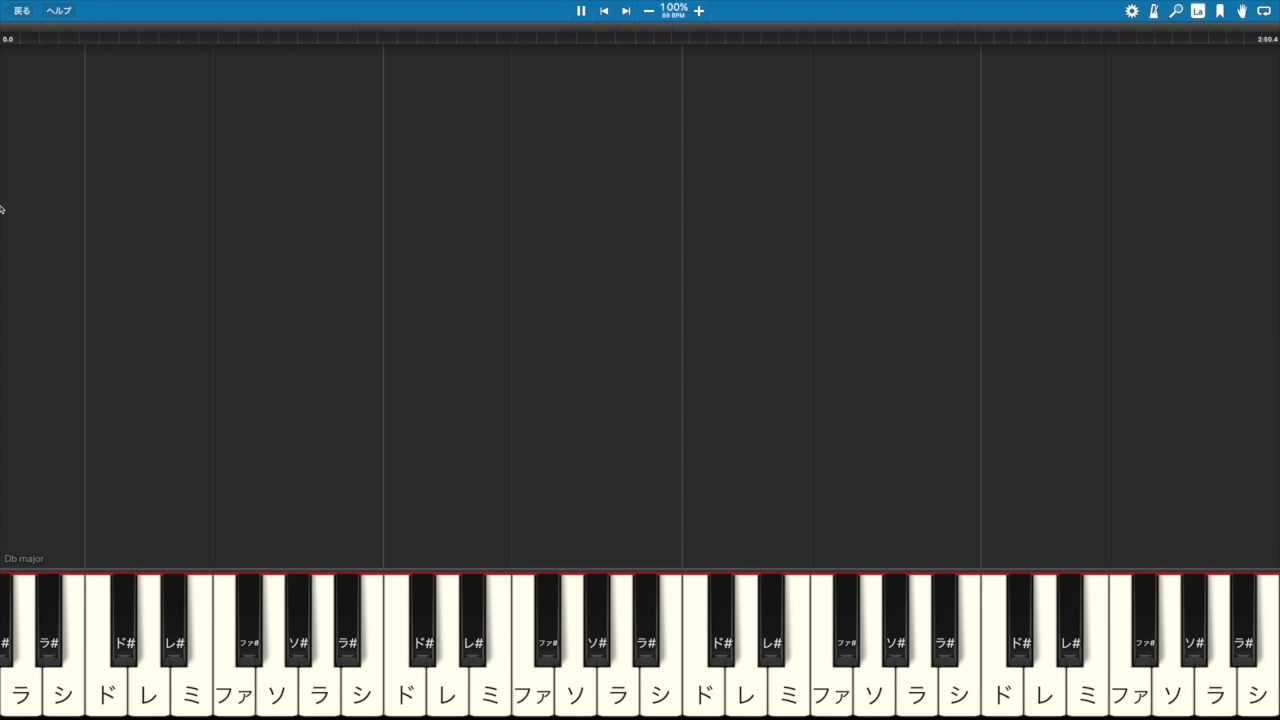 戻る ヘルプ 100% La
89 BPM
0.0 2:50.4
Db major
# ラ# ド# レ# ファ# ソ# ラ# ド# レ# ファ# ソ# ラ# ド# レ# ファ# ソ# ラ# ド# レ# ファ# ソ# ラ#
ラ シ ド レ ミ ファ ソ ラ シ ド レ ミ ファ ソ ラ シ ド レ ミ ファ ソ ラ シ ド レ ミ ファ ソ ラ シ